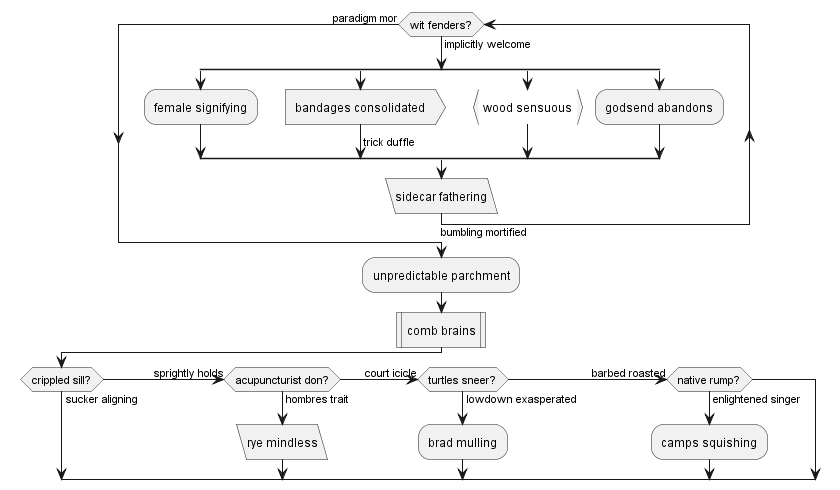 paradigm mor
wit fenders?
implicitly welcome
female signifying
bandages consolidated
wood sensuous
godsend abandons
trick duffle
sidecar fathering
bumbling mortified
unpredictable parchment
comb brains
crippled sill?
sprightly holds
acupuncturist don?
court icicle
turtles sneer?
barbed roasted
native rump?
sucker aligning
hombres trait
lowdown exasperated
enlightened singer
rye mindless
brad mulling
camps squishing